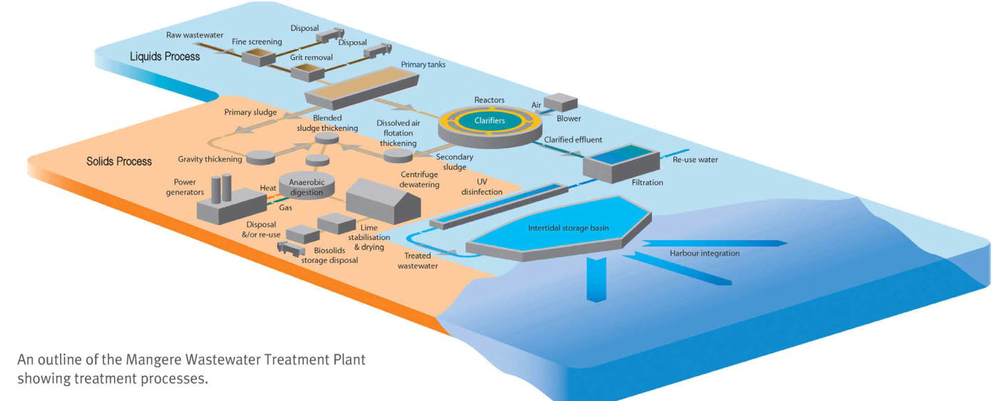 Raw wastewater
Fine screening
Disposal
Disposal
Liquids Process
Grit removal
Primary tanks
Primary sludge
Blended
sludge thickening
Dissolved air
flotation
thickening
Reactors
Clarifiers
Air
Blower
Clarified effluent
Re-use water
Filtration
Solids Process
Gravity thickening
Secondary
sludge
Centrifuge
dewatering
UV
disinfection
Power
generators
Heat
Gas
Anaerobic
digestion
Disposal
&/or re-use
Lime
stabilisation
& drying
Biosolids
storage disposal
Treated
wastewater
Intertidal storage basin
Harbour integration
An outline of the Mangere Wastewater Treatment Plant
showing treatment processes.